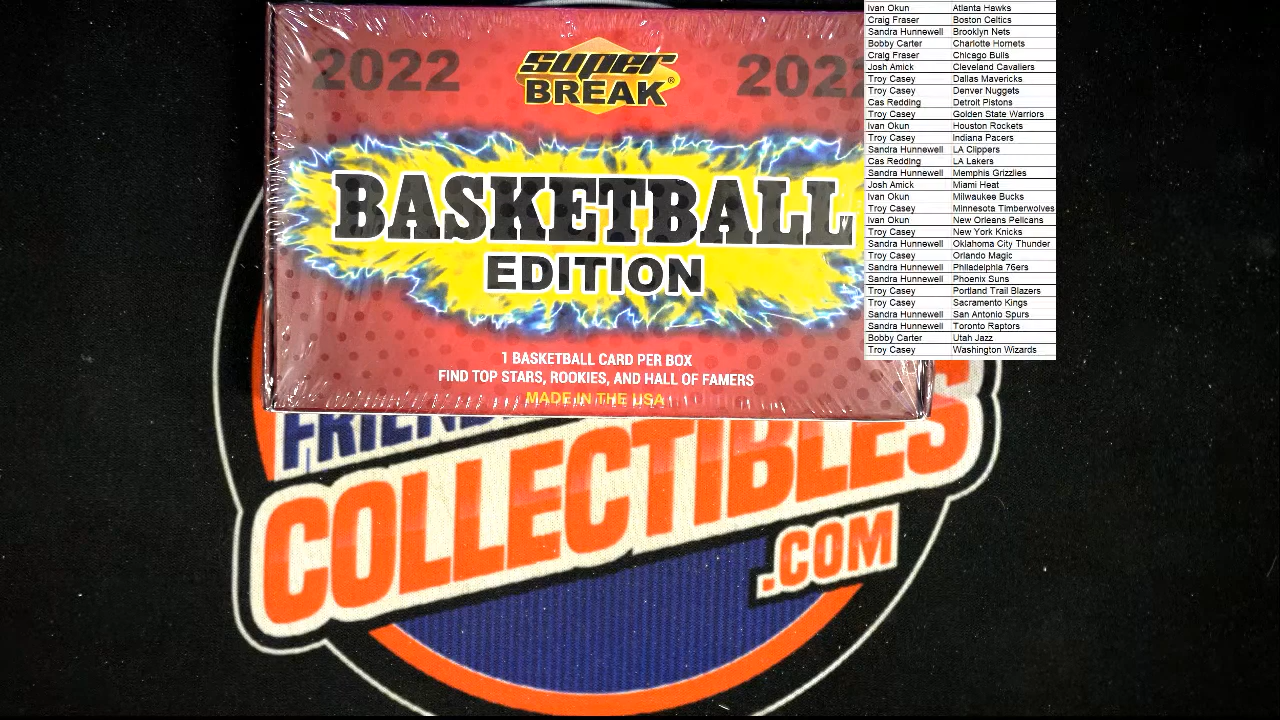 2022 super BREAK® 2022
BASKETBALL
EDITION
1 BASKETBALL CARD PER BOX
FIND TOP STARS, ROOKIES, AND HALL OF FAMERS
MADE IN THE USA
Ivan Okun Atlanta Hawks
Craig Fraser Boston Celtics
Sandra Hunnewell Brooklyn Nets
Bobby Carter Charlotte Hornets
Craig Fraser Chicago Bulls
Josh Amick Cleveland Cavaliers
Troy Casey Dallas Mavericks
Troy Casey Denver Nuggets
Cas Redding Detroit Pistons
Troy Casey Golden State Warriors
Ivan Okun Houston Rockets
Troy Casey Indiana Pacers
Sandra Hunnewell LA Clippers
Cas Redding LA Lakers
Sandra Hunnewell Memphis Grizzlies
Josh Amick Miami Heat
Ivan Okun Milwaukee Bucks
Troy Casey Minnesota Timberwolves
Ivan Okun New Orleans Pelicans
Troy Casey New York Knicks
Sandra Hunnewell Oklahoma City Thunder
Troy Casey Orlando Magic
Sandra Hunnewell Philadelphia 76ers
Sandra Hunnewell Phoenix Suns
Troy Casey Portland Trail Blazers
Troy Casey Sacramento Kings
Sandra Hunnewell San Antonio Spurs
Sandra Hunnewell Toronto Raptors
Bobby Carter Utah Jazz
Troy Casey Washington Wizards
COLLECTIBLES
.COM